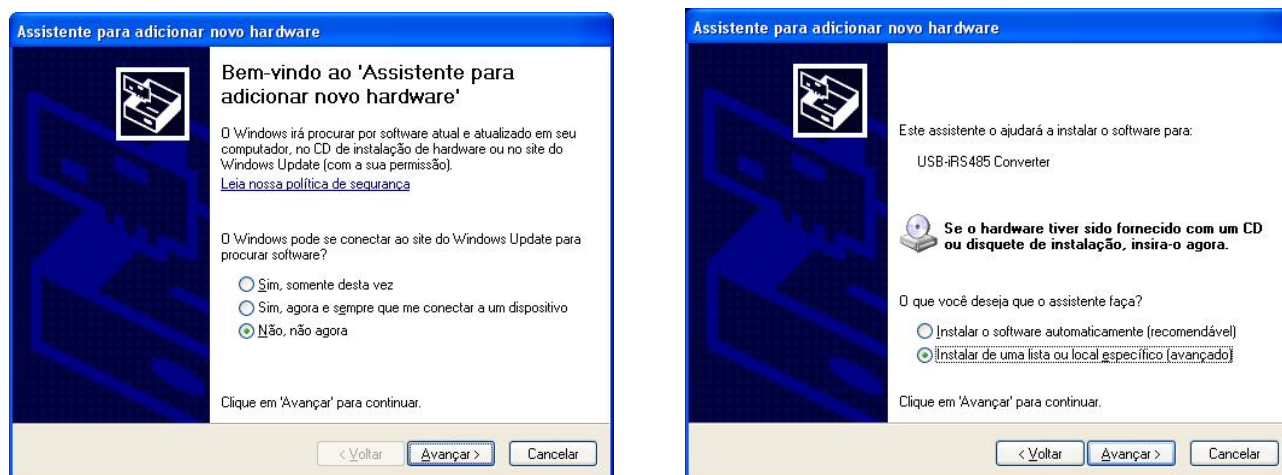 Assistente para adicionar novo hardware
Bem-vindo ao 'Assistente para
adicionar novo hardware'
O Windows irá procurar por software atual e atualizado em seu
computador, no CD de instalação de hardware ou no site do
Windows Update (com a sua permissão).
Leia nossa política de segurança
O Windows pode se conectar ao site do Windows Update para
procurar software?
Sim, somente desta vez
Sim, agora e sempre que me conectar a um dispositivo
Não, não agora
Clique em 'Avançar' para continuar.
< Voltar
Avançar >
Cancelar
Assistente para adicionar novo hardware
Este assistente o ajudará a instalar o software para:
USB-iRS485 Converter
Se o hardware tiver sido fornecido com um CD
ou disquete de instalação, insira-o agora.
O que você deseja que o assistente faça?
Instalar o software automaticamente (recomendável)
Instalar de uma lista ou local específico (avançado)
Clique em 'Avançar' para continuar.
< Voltar
Avançar >
Cancelar